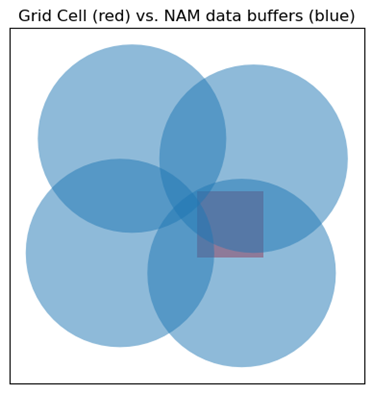 Grid Cell (red) vs. NAM data buffers (blue)